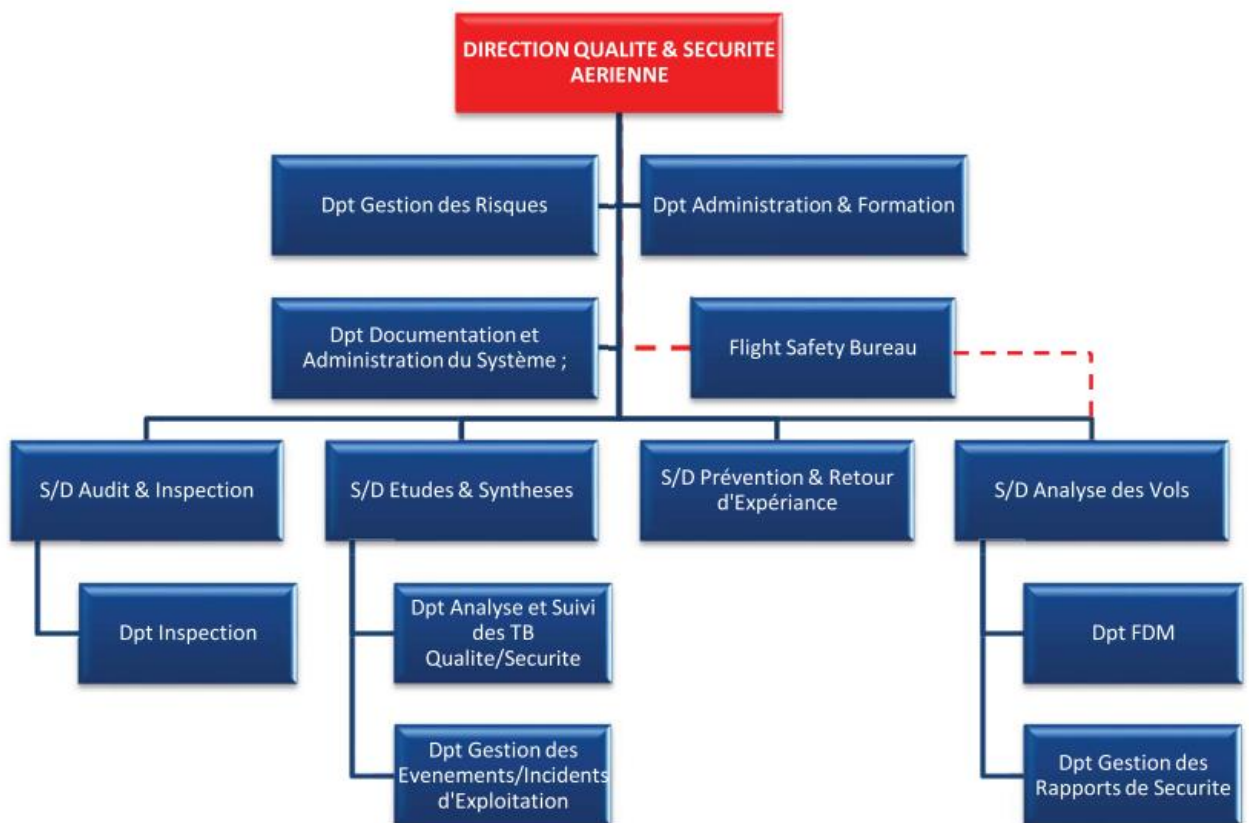 DIRECTION QUALITE & SECURITE
AERIENNE
Dpt Gestion des Risques
Dpt Administration & Formation
Dpt Documentation et
Administration du Système ;
Flight Safety Bureau
S/D Audit & Inspection
S/D Etudes & Syntheses
S/D Prévention & Retour
d'Expériance
S/D Analyse des Vols
Dpt Inspection
Dpt Analyse et Suivi
des TB
Qualite/Securite
Dpt FDM
Dpt Gestion des
Evenements/Incidents
d'Exploitation
Dpt Gestion des
Rapports de Securite